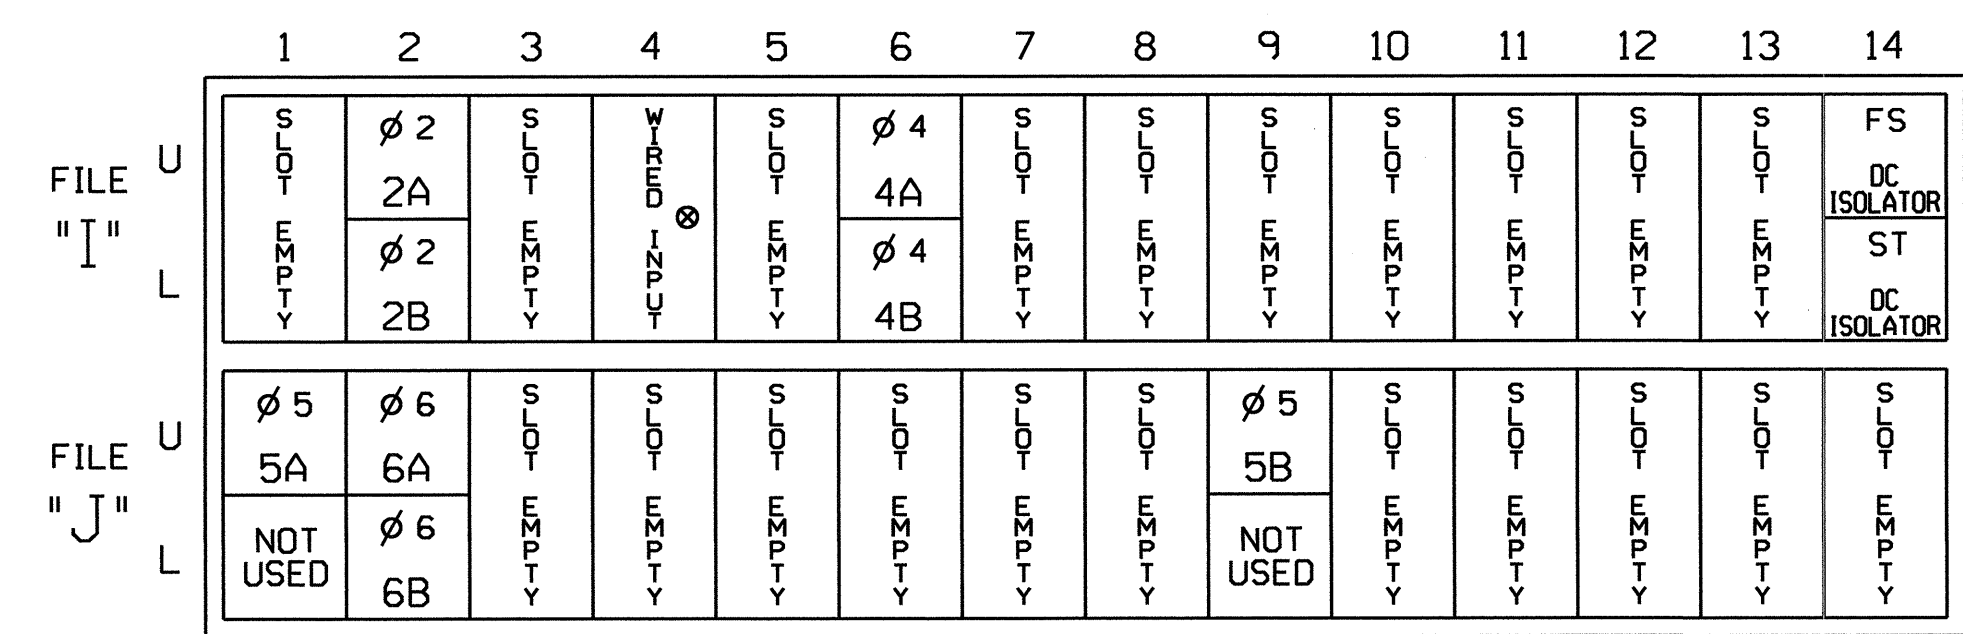 1 2 3 4 5 6 7 8 9 10 11 12 13 14
FILE "I"
U
L
SLOT EMPTY
Ø 2
2A
Ø 2
2B
SLOT EMPTY
WIRED INPUT
SLOT EMPTY
Ø 4
4A
Ø 4
4B
SLOT EMPTY
SLOT EMPTY
SLOT EMPTY
SLOT EMPTY
SLOT EMPTY
SLOT EMPTY
SLOT EMPTY
FS
DC
ISOLATOR
ST
DC
ISOLATOR
FILE "J"
U
L
Ø 5
5A
NOT
USED
Ø 6
6A
Ø 6
6B
SLOT EMPTY
SLOT EMPTY
SLOT EMPTY
SLOT EMPTY
SLOT EMPTY
SLOT EMPTY
Ø 5
5B
NOT
USED
SLOT EMPTY
SLOT EMPTY
SLOT EMPTY
SLOT EMPTY
SLOT EMPTY